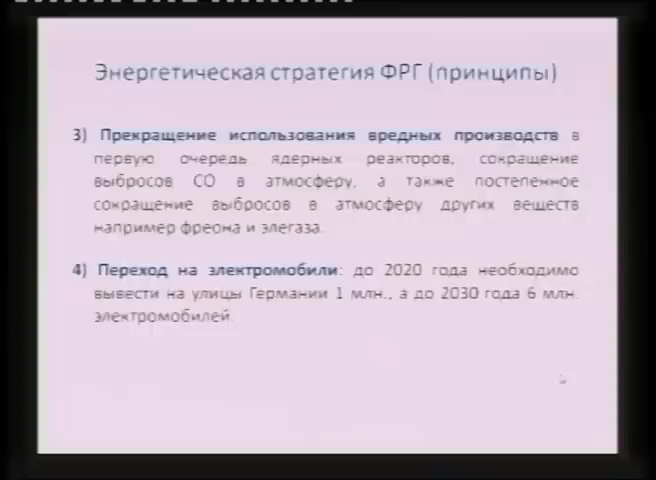 Энергетическая стратегия ФРГ (принципы)
3) Прекращение использования вредных производств в
первую очередь ядерных реакторов, сокращение
выбросов СО в атмосферу, а также постепенное
сокращение выбросов в атмосферу других веществ
например фреона и элегаза.
4) Переход на электромобили: до 2020 года необходимо
вывести на улицы Германии 1 млн., а до 2030 года 6 млн.
электромобилей.